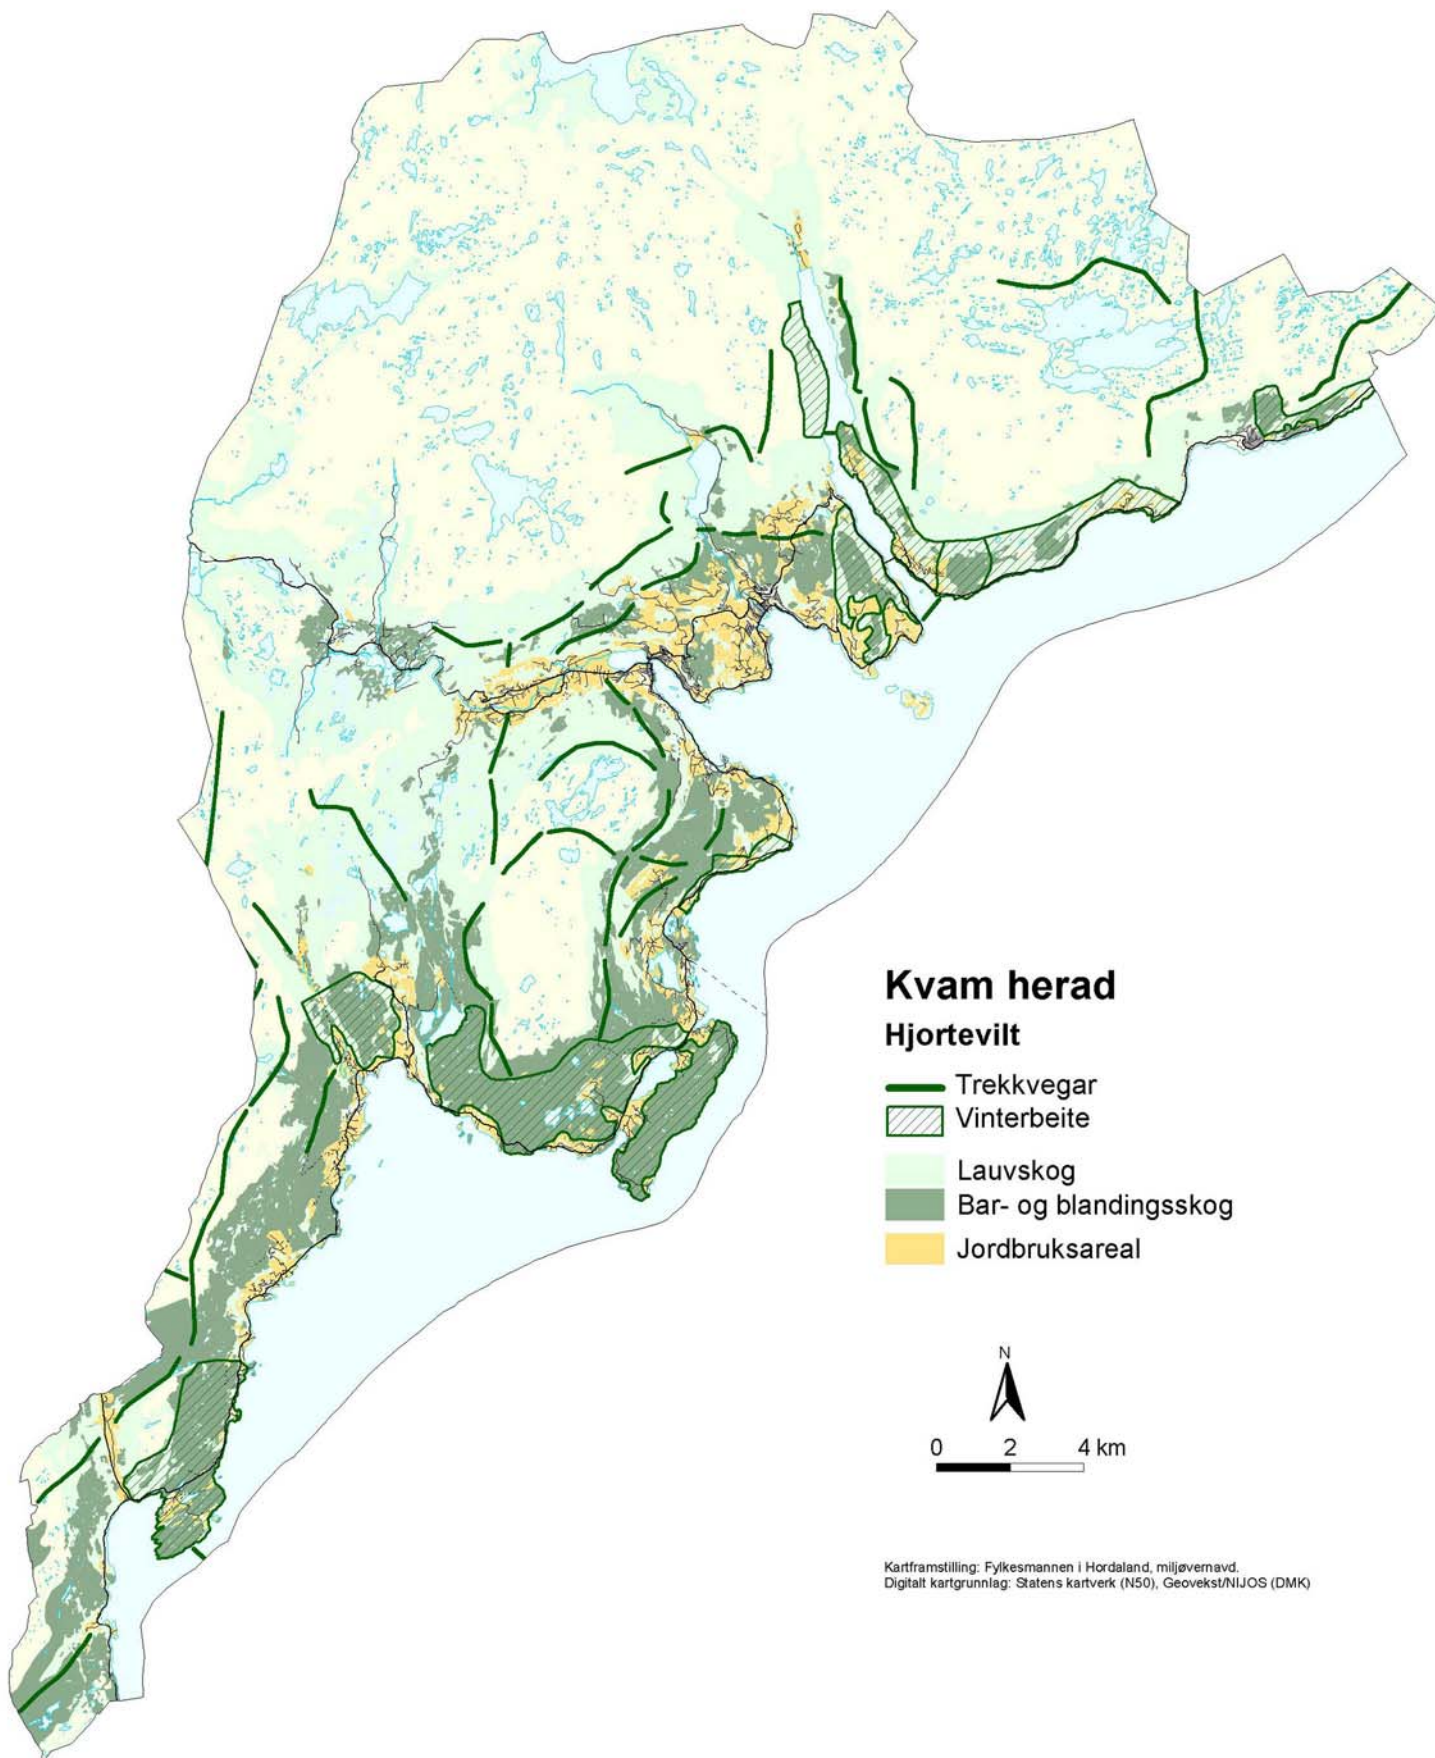 Kvam herad
Hjortevilt
Trekkvegar
Vinterbeite
Lauvskog
Bar- og blandingsskog
Jordbruksareal
N
0 2 4 km
Kartframstilling: Fylkesmannen i Hordaland, miljøvernavd.
Digitalt kartgrunnlag: Statens kartverk (N50), Geovekst/NIJOS (DMK)